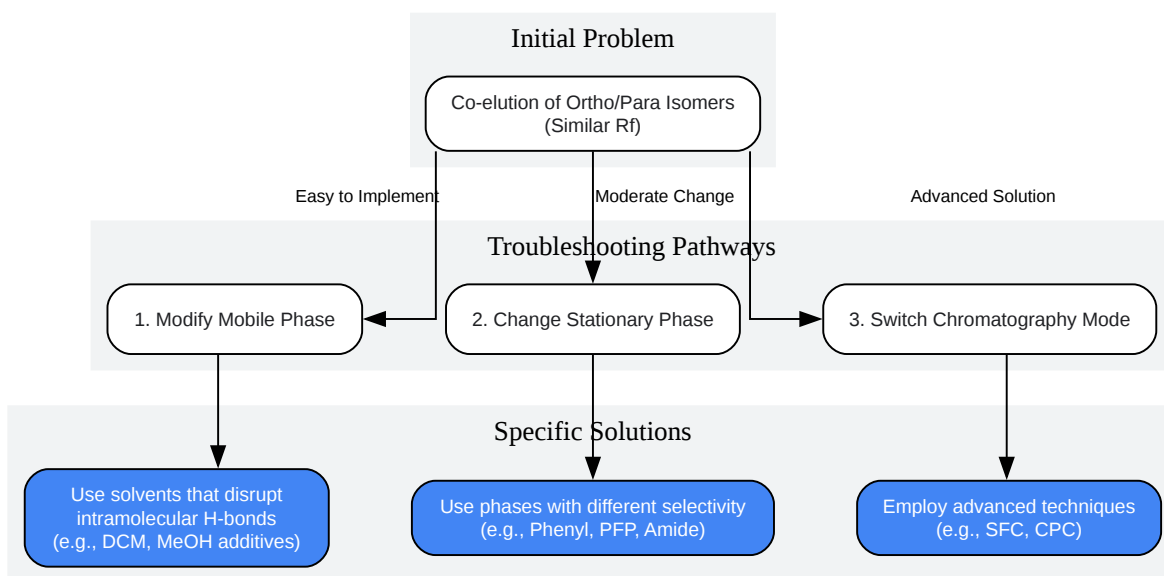 Initial Problem
Co-elution of Ortho/Para Isomers
(Similar Rf)
Easy to Implement
Moderate Change
Advanced Solution
Troubleshooting Pathways
1. Modify Mobile Phase
2. Change Stationary Phase
3. Switch Chromatography Mode
Specific Solutions
Use solvents that disrupt
intramolecular H-bonds
(e.g., DCM, MeOH additives)
Use phases with different selectivity
(e.g., Phenyl, PFP, Amide)
Employ advanced techniques
(e.g., SFC, CPC)